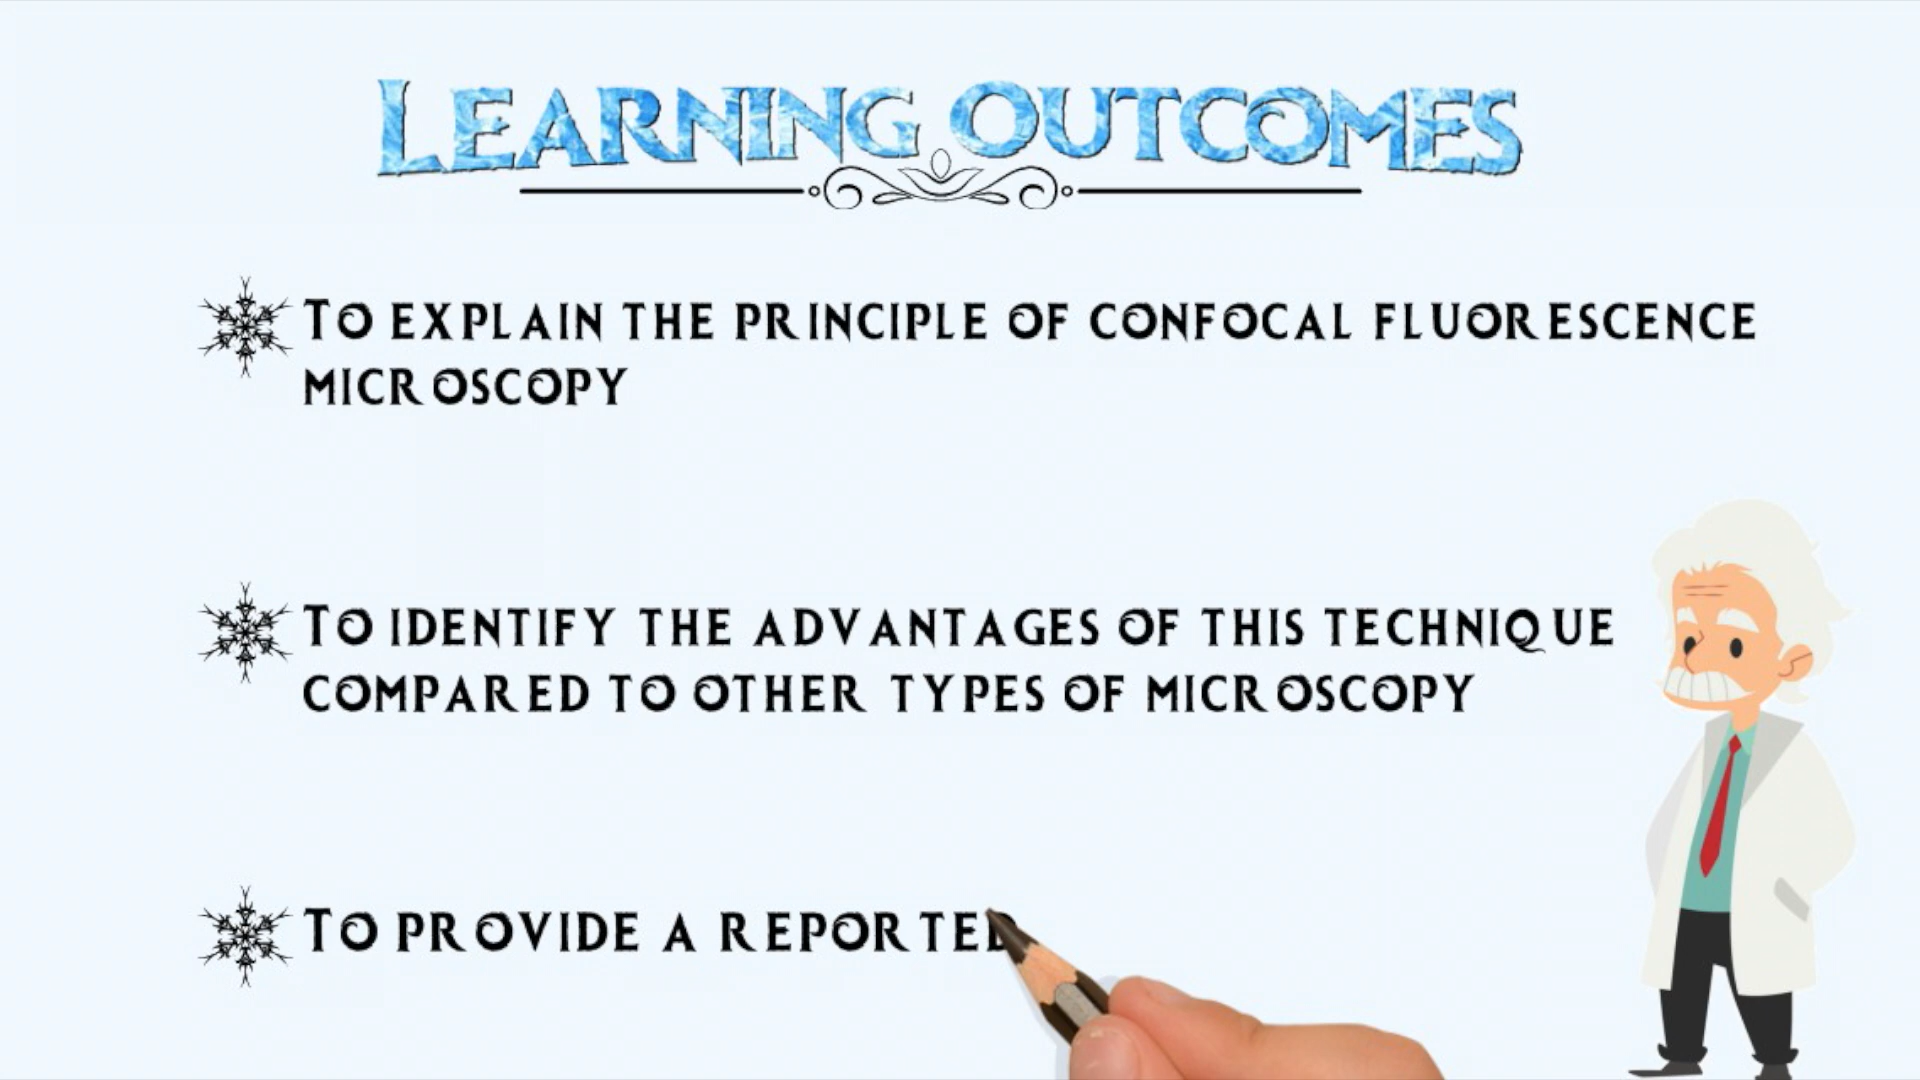 LEARNING OUTCOMES
TO EXPLAIN THE PRINCIPLE OF CONFOCAL FLUORESCENCE
MICROSCOPY
TO IDENTIFY THE ADVANTAGES OF THIS TECHNIQUE
COMPARED TO OTHER TYPES OF MICROSCOPY
TO PROVIDE A REPORTED